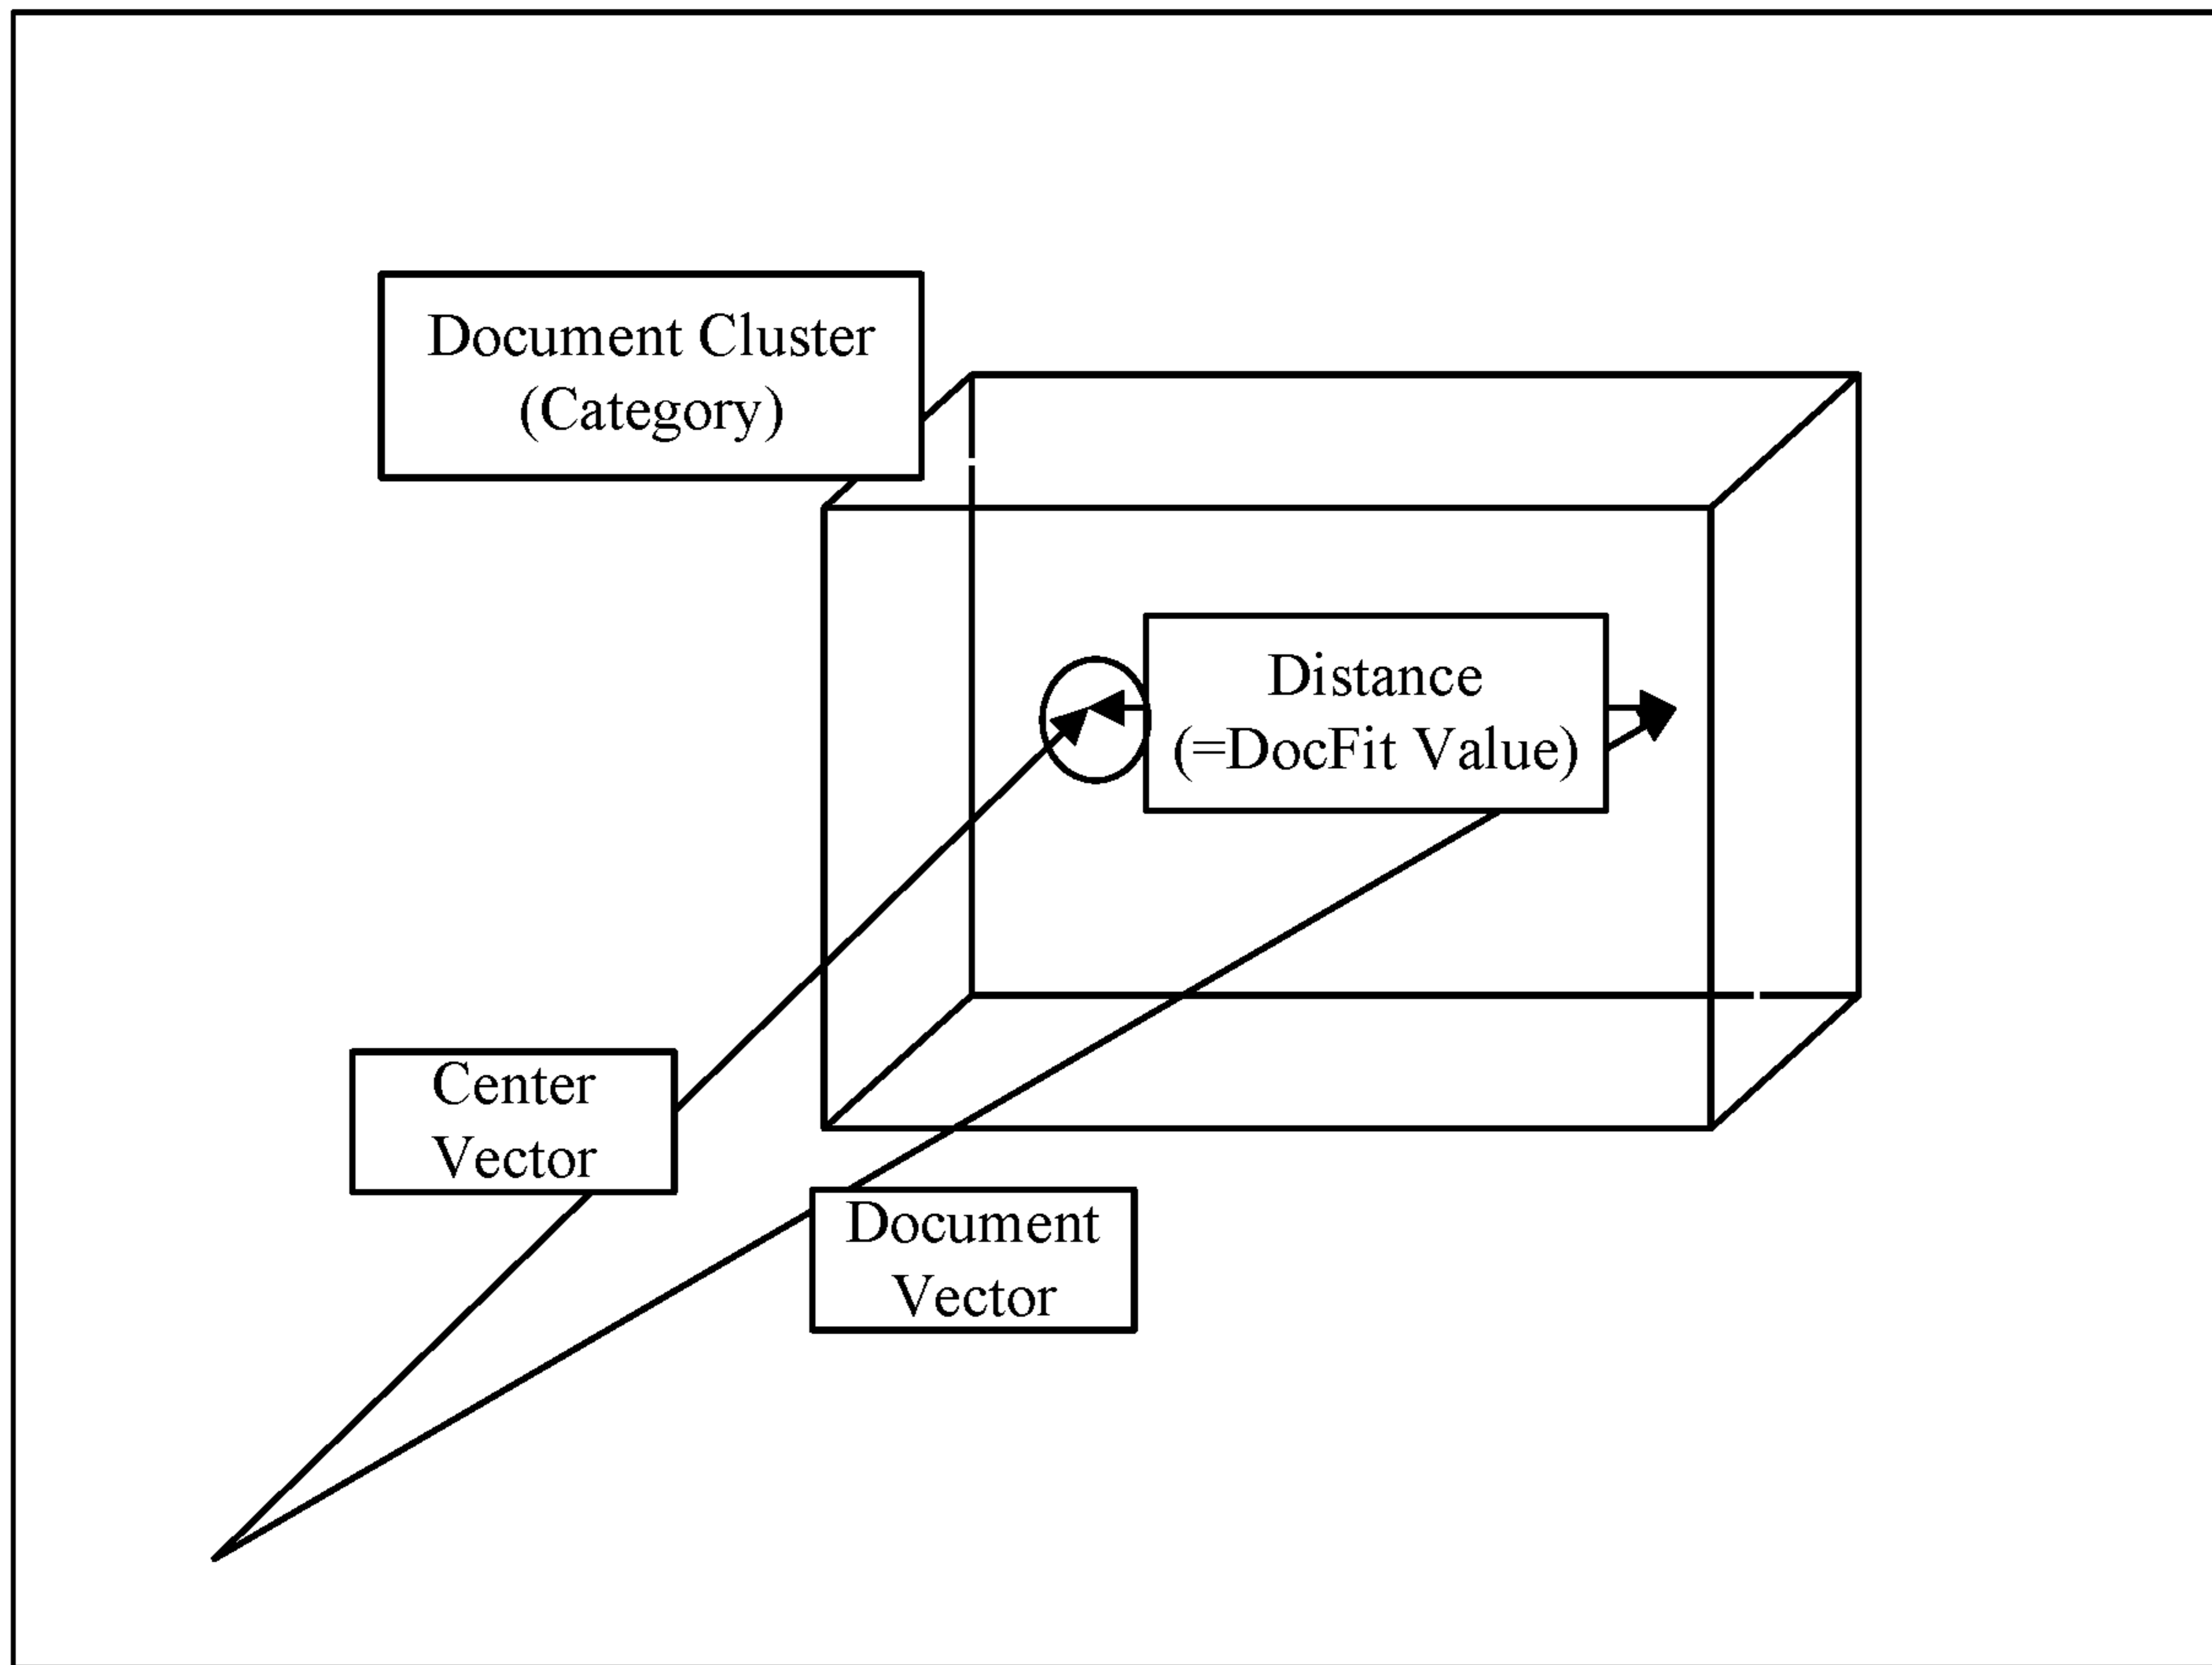 Document Cluster
(Category)
Distance
(=DocFit Value)
Center
Vector
Document
Vector